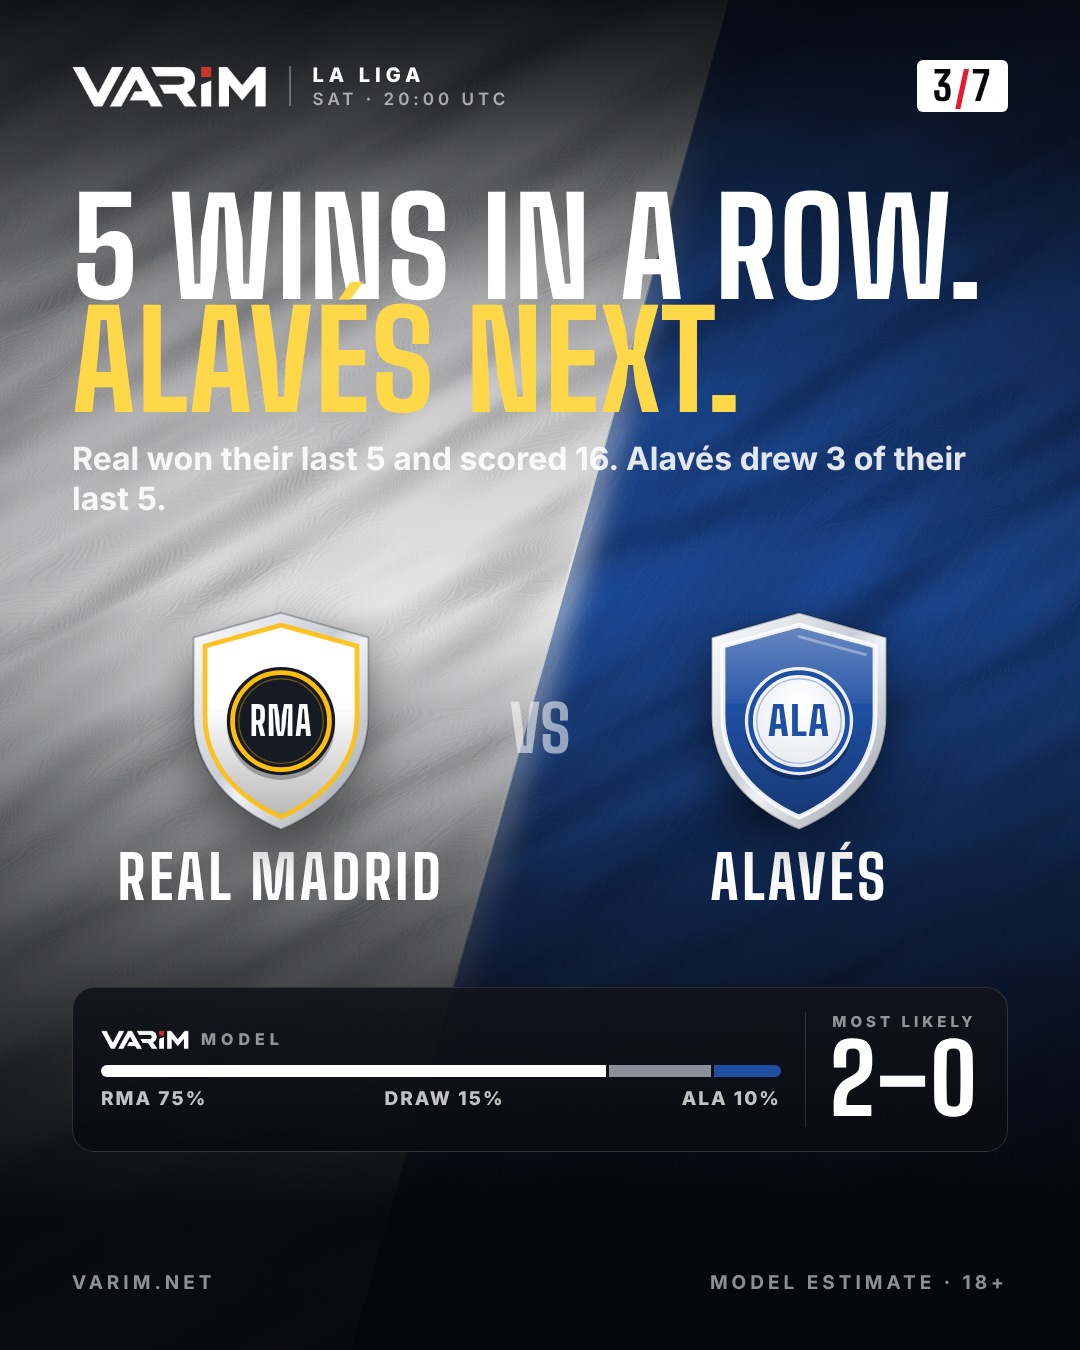 VARIM
LA LIGA
SAT · 20:00 UTC
3/7
5 WINS IN A ROW.
ALAVÉS NEXT.
Real won their last 5 and scored 16. Alavés drew 3 of their
last 5.
RMA
VS
ALA
REAL MADRID
ALAVÉS
VARIM MODEL
MOST LIKELY
2–0
RMA 75%
DRAW 15%
ALA 10%
VARIM.NET
MODEL ESTIMATE · 18+